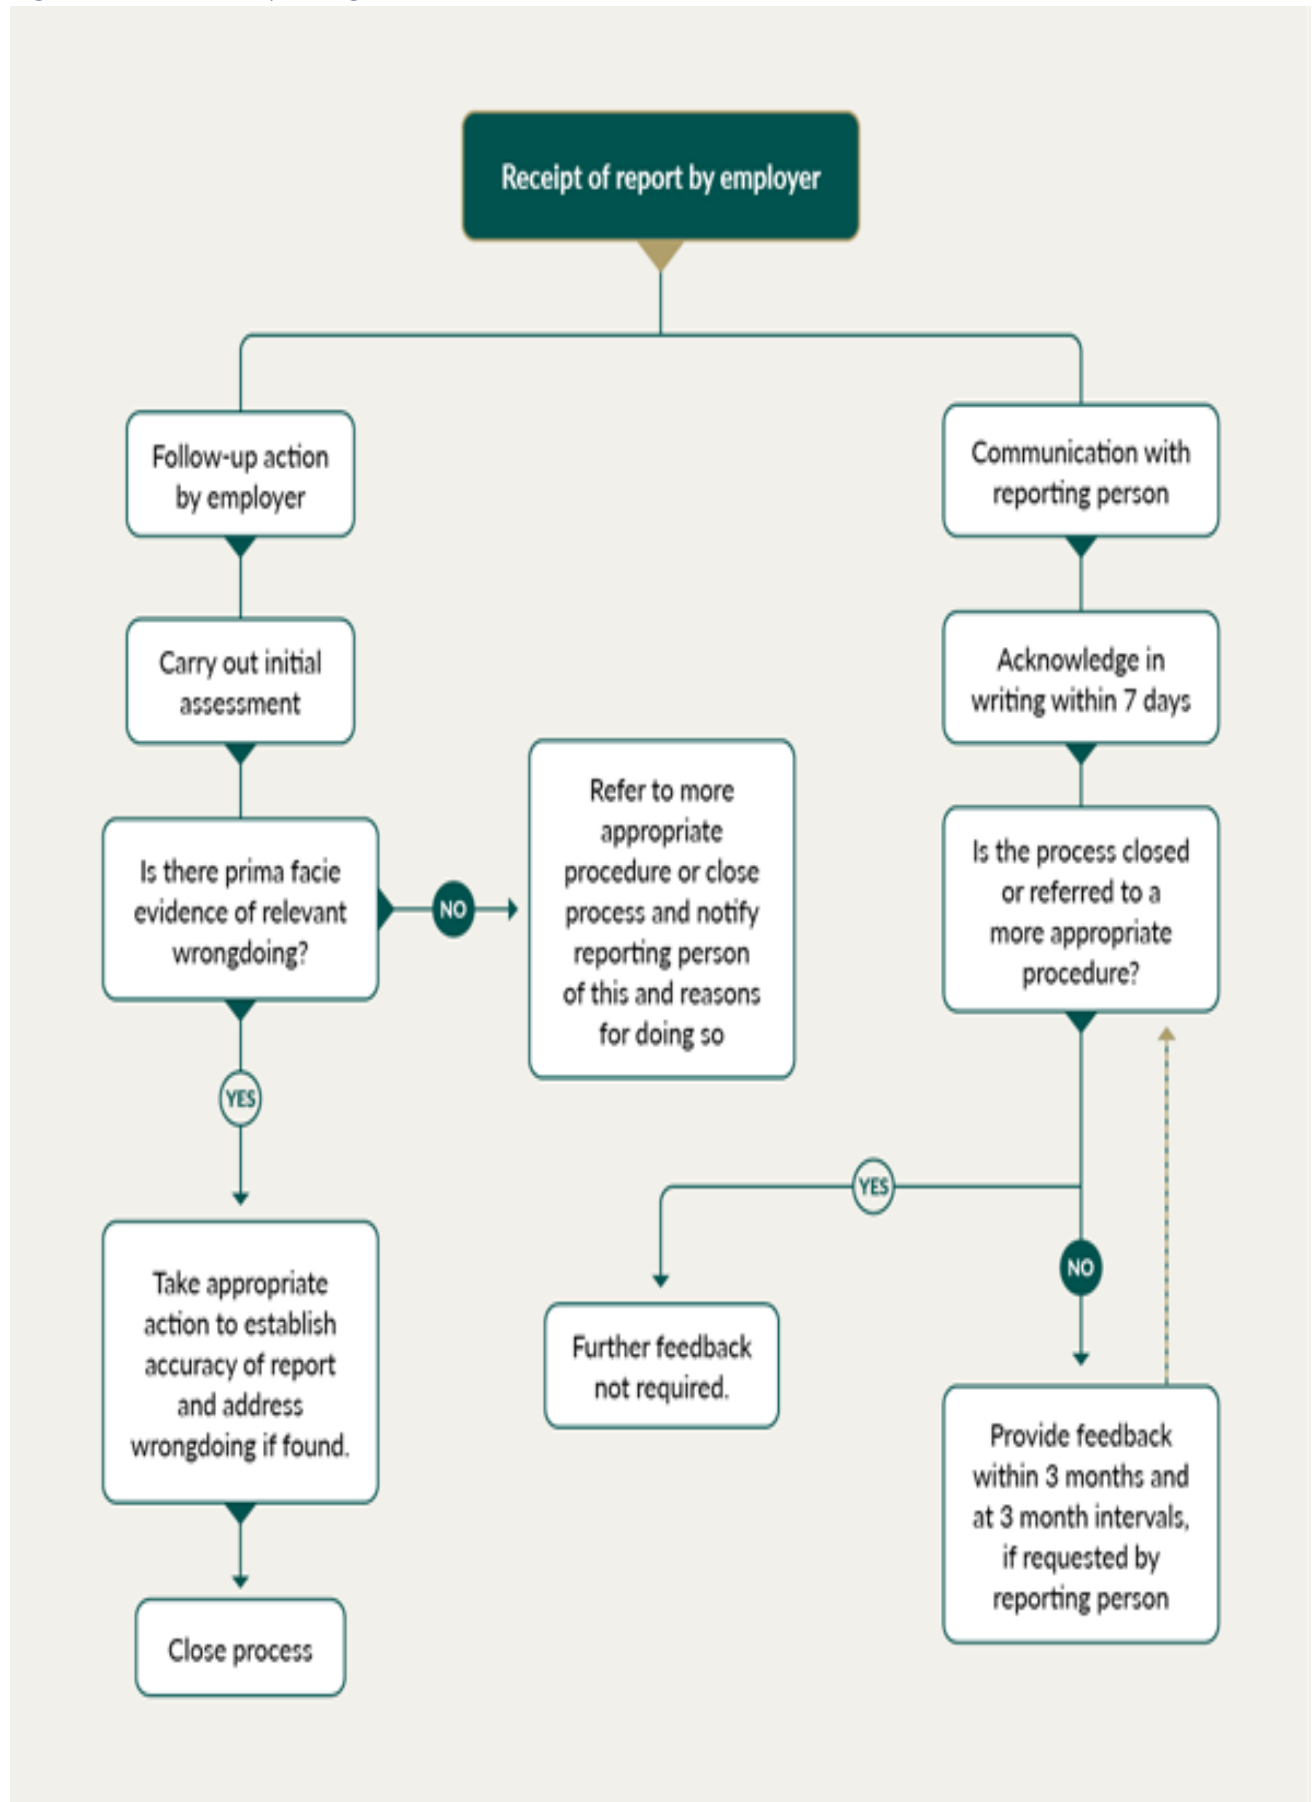 Receipt of report by employer
Follow-up action
by employer
Communication with
reporting person
Carry out initial
assessment
Acknowledge in
writing within 7 days
Is there prima facie
evidence of relevant
wrongdoing?
NO
Refer to more
appropriate
procedure or close
process and notify
reporting person
of this and reasons
for doing so
Is the process closed
or referred to a
more appropriate
procedure?
YES
YES
NO
Take appropriate
action to establish
accuracy of report
and address
wrongdoing if found.
Further feedback
not required.
Provide feedback
within 3 months and
at 3 month intervals,
if requested by
reporting person
Close process